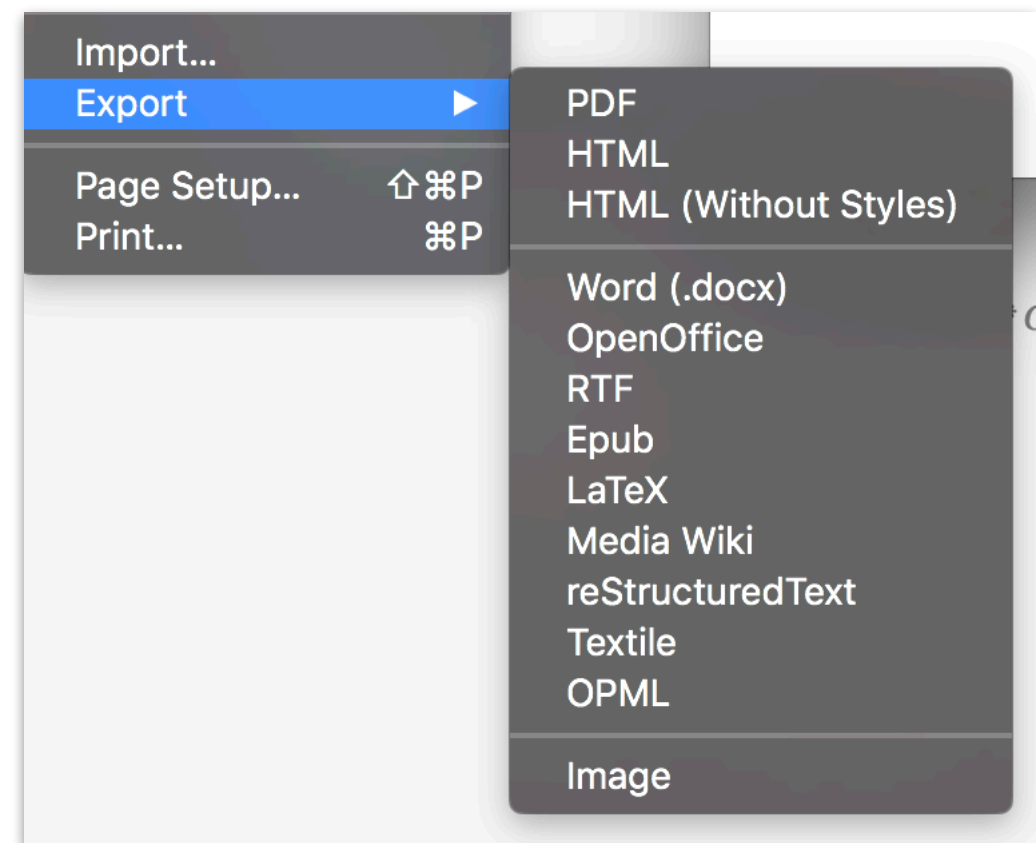 Import...
Export ▶
Page Setup... ⇧⌘P
Print... ⌘P
PDF
HTML
HTML (Without Styles)
Word (.docx)
OpenOffice
RTF
Epub
LaTeX
Media Wiki
reStructuredText
Textile
OPML
Image